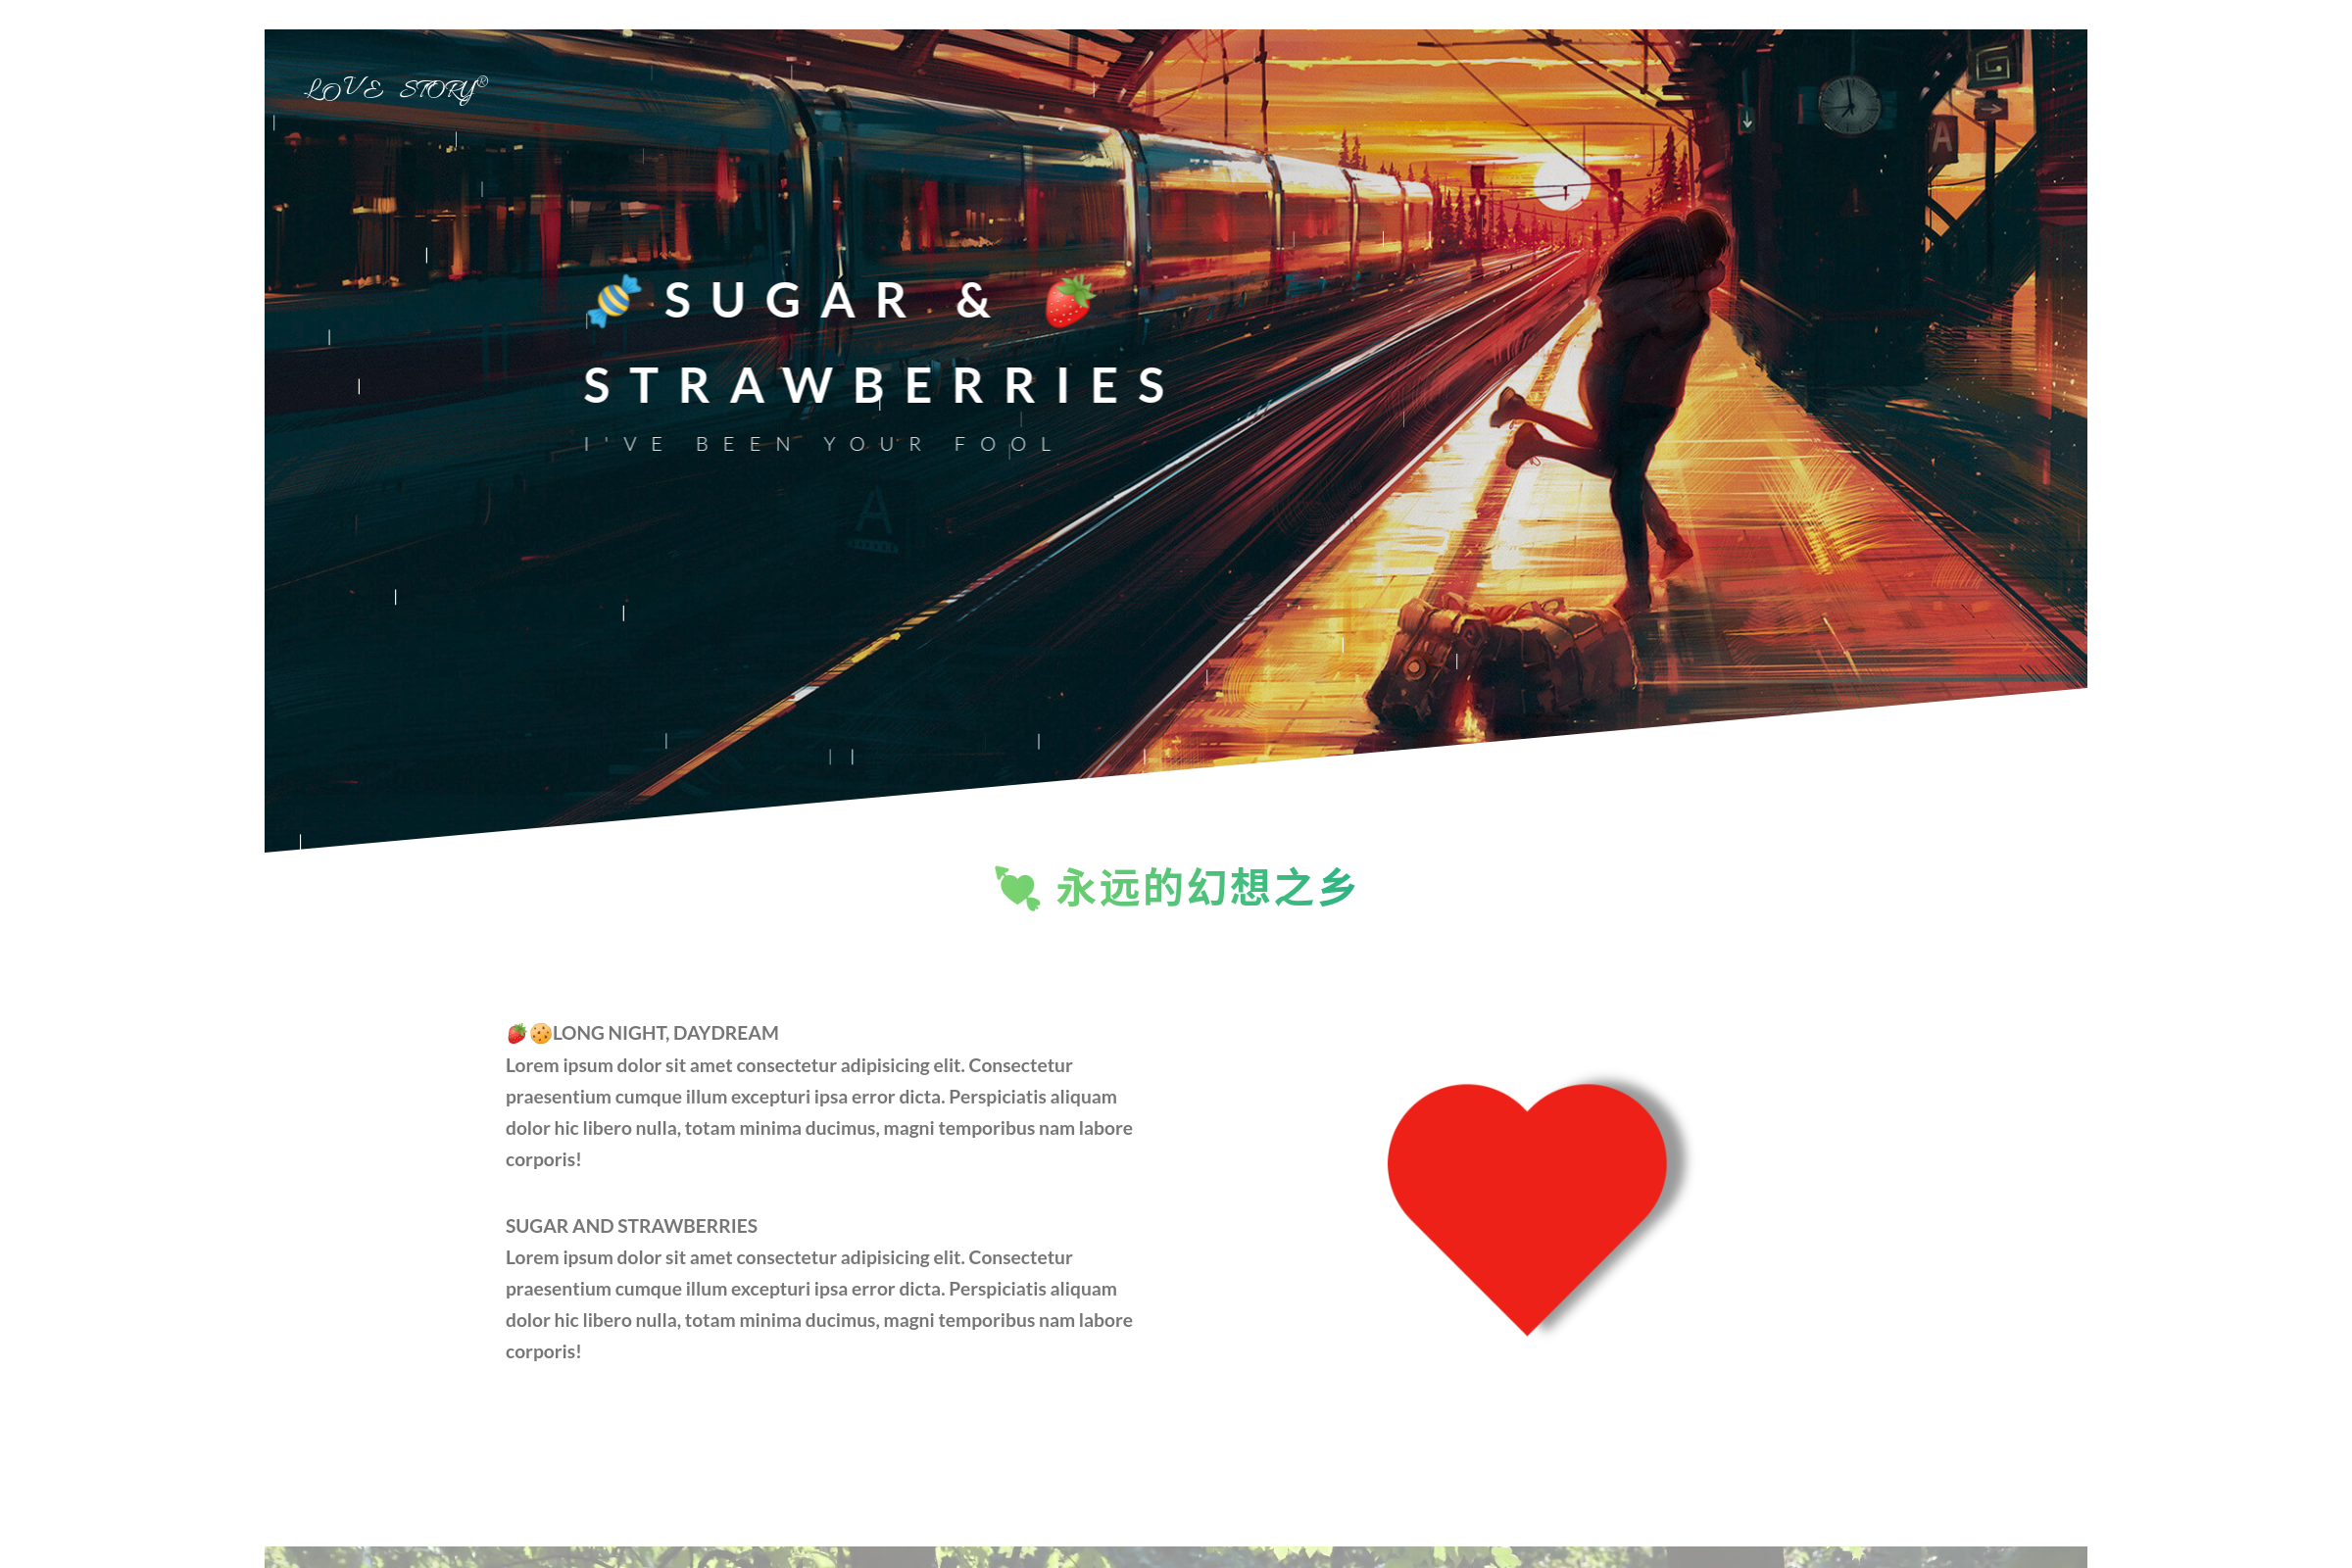 LOVE STORY®
🍬 SUGAR & 🍓
STRAWBERRIES
I'VE BEEN YOUR FOOL
A
A
💘 永远的幻想之乡
🍓🍪LONG NIGHT, DAYDREAM
Lorem ipsum dolor sit amet consectetur adipisicing elit. Consectetur
praesentium cumque illum excepturi ipsa error dicta. Perspiciatis aliquam
dolor hic libero nulla, totam minima ducimus, magni temporibus nam labore
corporis!
SUGAR AND STRAWBERRIES
Lorem ipsum dolor sit amet consectetur adipisicing elit. Consectetur
praesentium cumque illum excepturi ipsa error dicta. Perspiciatis aliquam
dolor hic libero nulla, totam minima ducimus, magni temporibus nam labore
corporis!